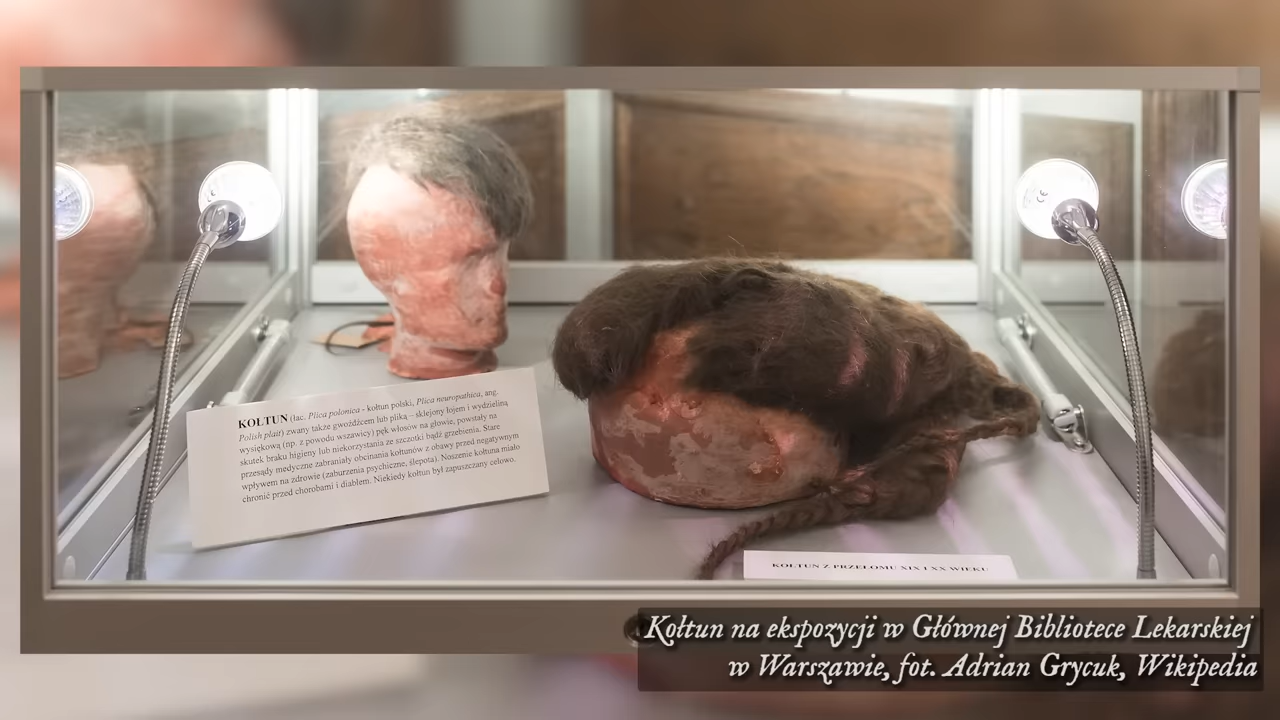 KOŁTUN (łac. Plica polonica - kołtun polski, Plica neuropathica, ang.
Polish plait) zwany także gwoźdźcem lub pliką – sklejony łojem i wydzieliną
wysiękową (np. z powodu wszawicy) pęk włosów na głowie, powstały na
skutek braku higieny lub niekorzystania ze szczotki bądź grzebienia. Stare
przesądy medyczne zabraniały obcinania kołtunów z obawy przed negatywnym
wpływem na zdrowie (zaburzenia psychiczne, ślepota). Noszenie kołtuna miało
chronić przed chorobami i diabłem. Niekiedy kołtun był zapuszczany celowo.
KOŁTUN Z PRZEŁOMU XIX I XX WIEKU
Kołtun na ekspozycji w Głównej Bibliotece Lekarskiej
w Warszawie, fot. Adrian Grycuk, Wikipedia